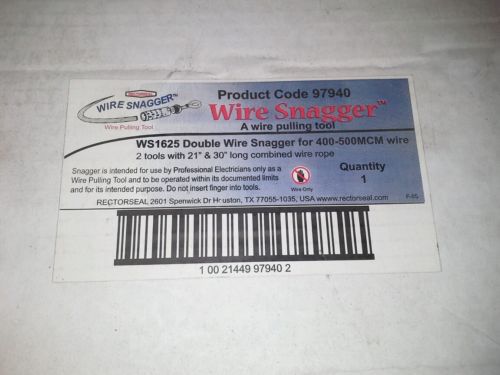 RECTORSEAL
WIRE SNAGGER™
Wire Pulling Tool
Product Code 97940
Wire Snagger™
A wire pulling tool
WS1625 Double Wire Snagger for 400-500MCM wire
2 tools with 21" & 30" long combined wire rope
Snagger is intended for use by Professional Electricians only as a
Wire Pulling Tool and to be operated within its documented limits
and for its intended purpose. Do not insert finger into tools.
Wire Only
Quantity
1
RECTORSEAL 2601 Spenwick Dr Houston, TX 77055-1035, USA www.rectorseal.com
1 00 21449 97940 2